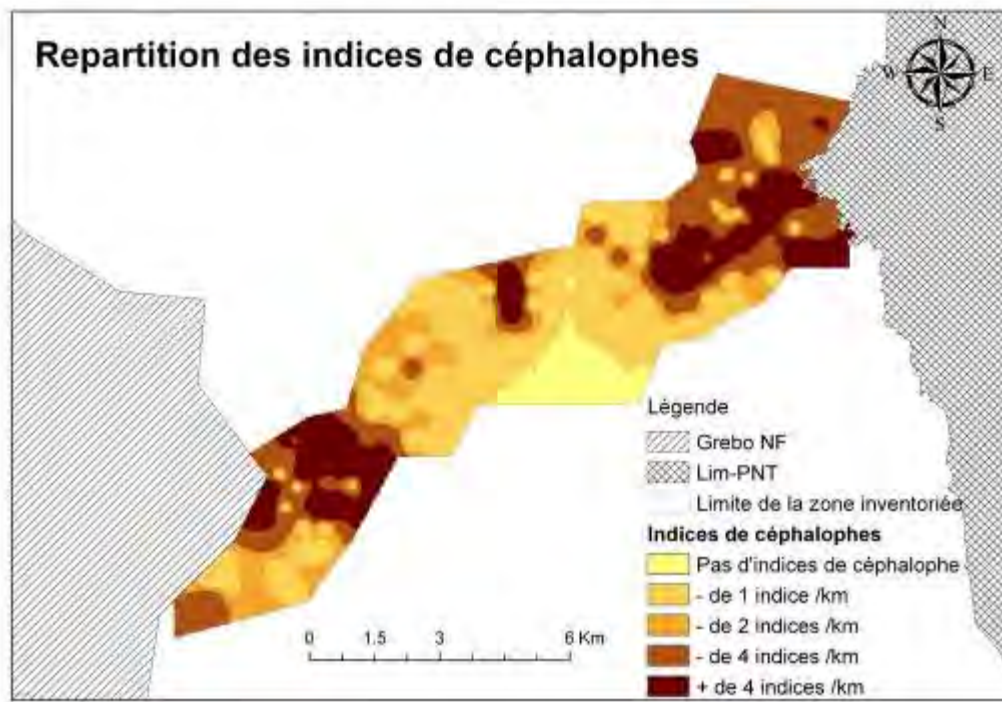 Repartition des indices de céphalophes
N
W E
S
Légende
Grebo NF
Lim-PNT
Limite de la zone inventoriée
Indices de céphalophes
Pas d'indices de céphalophe
- de 1 indice /km
- de 2 indices /km
- de 4 indices /km
+ de 4 indices /km
0 1.5 3 6 Km